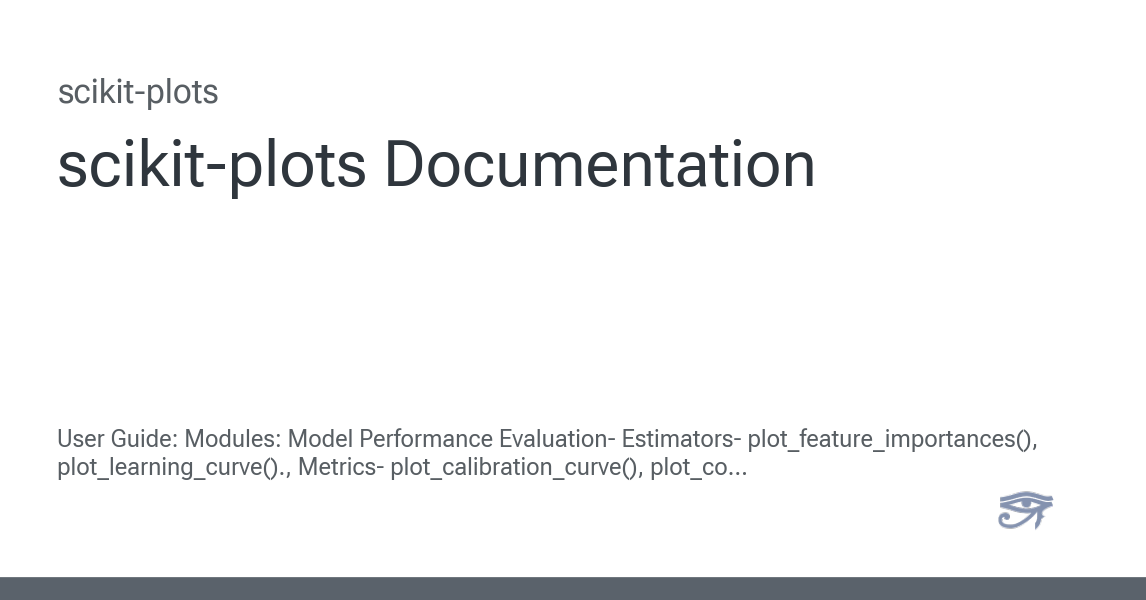 scikit-plots
scikit-plots Documentation
User Guide: Modules: Model Performance Evaluation- Estimators- plot_feature_importances(),
plot_learning_curve()., Metrics- plot_calibration_curve(), plot_co...